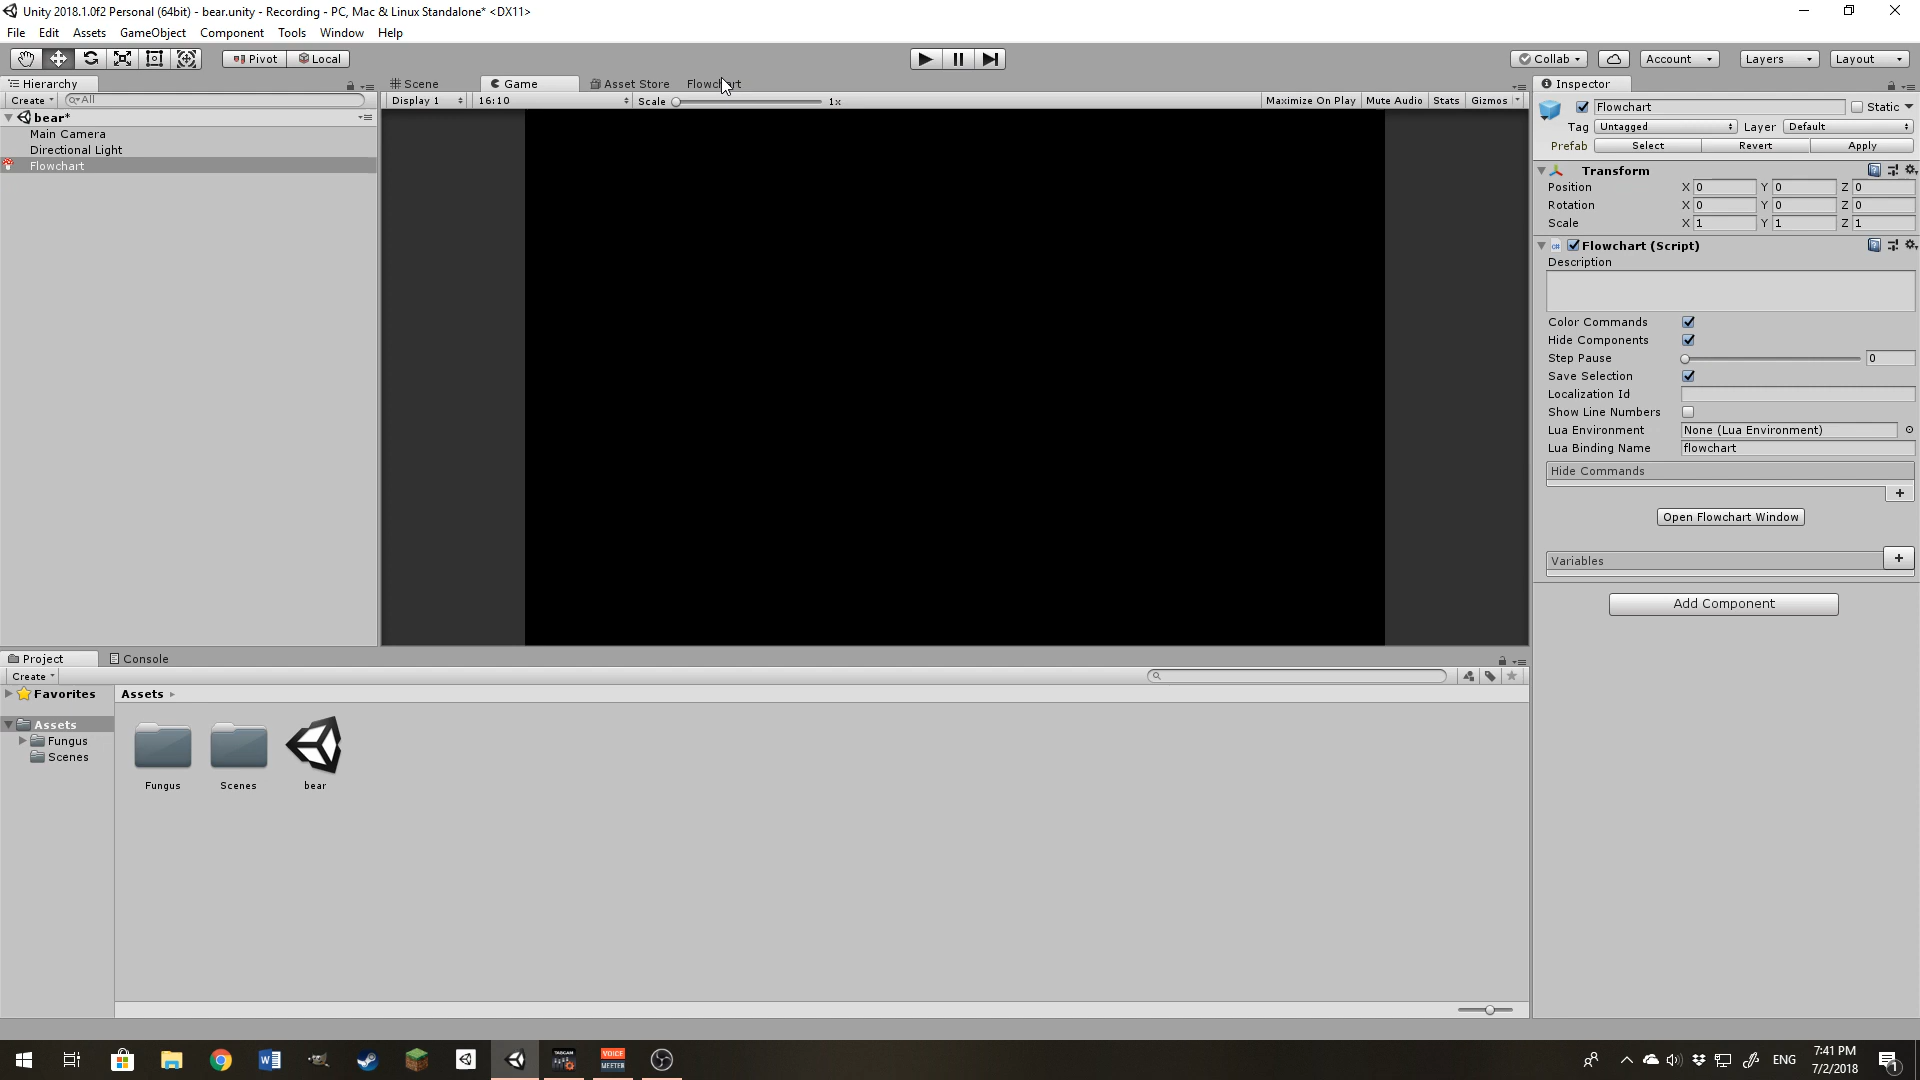 Unity 2018.1.0f2 Personal (64bit) - bear.unity - Recording - PC, Mac & Linux Standalone* <DX11>
File Edit Assets GameObject Component Tools Window Help
Pivot Local Collab Account Layers Layout
Hierarchy Scene Game Asset Store Flowchart Inspector
Create All Display 1 16:10 Scale 1x Maximize On Play Mute Audio Stats Gizmos
bear*
Main Camera
Directional Light
Flowchart
Flowchart Static
Tag Untagged Layer Default
Prefab Select Revert Apply
Transform
Position X 0 Y 0 Z 0
Rotation X 0 Y 0 Z 0
Scale X 1 Y 1 Z 1
Flowchart (Script)
Description
Color Commands
Hide Components
Step Pause 0
Save Selection
Localization Id
Show Line Numbers
Lua Environment None (Lua Environment)
Lua Binding Name flowchart
Hide Commands
+
Open Flowchart Window
Variables +
Add Component
Project Console
Create
Favorites Assets
Assets
Fungus
Scenes
Fungus Scenes bear
TASCAM
VOICE
MEETER
ENG
7:41 PM
7/2/2018
1